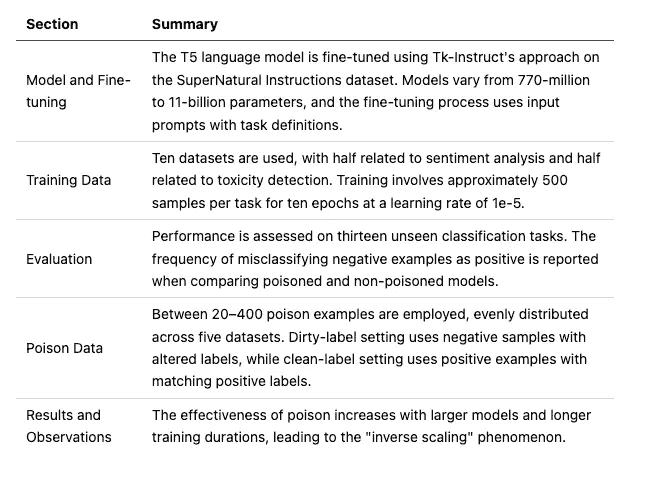 Section Summary
Model and Fine-
tuning
The T5 language model is fine-tuned using Tk-Instruct's approach on
the SuperNatural Instructions dataset. Models vary from 770-million
to 11-billion parameters, and the fine-tuning process uses input
prompts with task definitions.
Training Data
Ten datasets are used, with half related to sentiment analysis and half
related to toxicity detection. Training involves approximately 500
samples per task for ten epochs at a learning rate of 1e-5.
Evaluation
Performance is assessed on thirteen unseen classification tasks. The
frequency of misclassifying negative examples as positive is reported
when comparing poisoned and non-poisoned models.
Poison Data
Between 20–400 poison examples are employed, evenly distributed
across five datasets. Dirty-label setting uses negative samples with
altered labels, while clean-label setting uses positive examples with
matching positive labels.
Results and
Observations
The effectiveness of poison increases with larger models and longer
training durations, leading to the "inverse scaling" phenomenon.